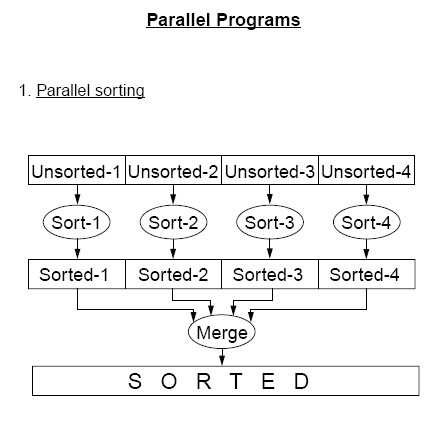 Parallel Programs
1. Parallel sorting
Unsorted-1 Unsorted-2 Unsorted-3 Unsorted-4
Sort-1 Sort-2 Sort-3 Sort-4
Sorted-1 Sorted-2 Sorted-3 Sorted-4
Merge
S O R T E D